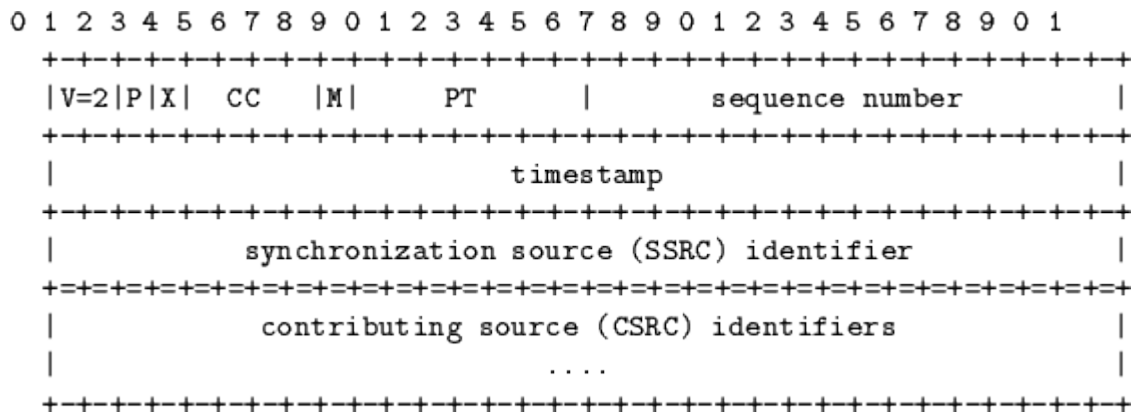 0 1 2 3 4 5 6 7 8 9 0 1 2 3 4 5 6 7 8 9 0 1 2 3 4 5 6 7 8 9 0 1
+-+-+-+-+-+-+-+-+-+-+-+-+-+-+-+-+-+-+-+-+-+-+-+-+-+-+-+-+-+-+-+-+
|V=2|P|X|  CC   |M|     PT      |       sequence number         |
+-+-+-+-+-+-+-+-+-+-+-+-+-+-+-+-+-+-+-+-+-+-+-+-+-+-+-+-+-+-+-+-+
|                           timestamp                           |
+-+-+-+-+-+-+-+-+-+-+-+-+-+-+-+-+-+-+-+-+-+-+-+-+-+-+-+-+-+-+-+-+
|           synchronization source (SSRC) identifier            |
+=+=+=+=+=+=+=+=+=+=+=+=+=+=+=+=+=+=+=+=+=+=+=+=+=+=+=+=+=+=+=+=+
|            contributing source (CSRC) identifiers             |
|                             ....                              |
+-+-+-+-+-+-+-+-+-+-+-+-+-+-+-+-+-+-+-+-+-+-+-+-+-+-+-+-+-+-+-+-+